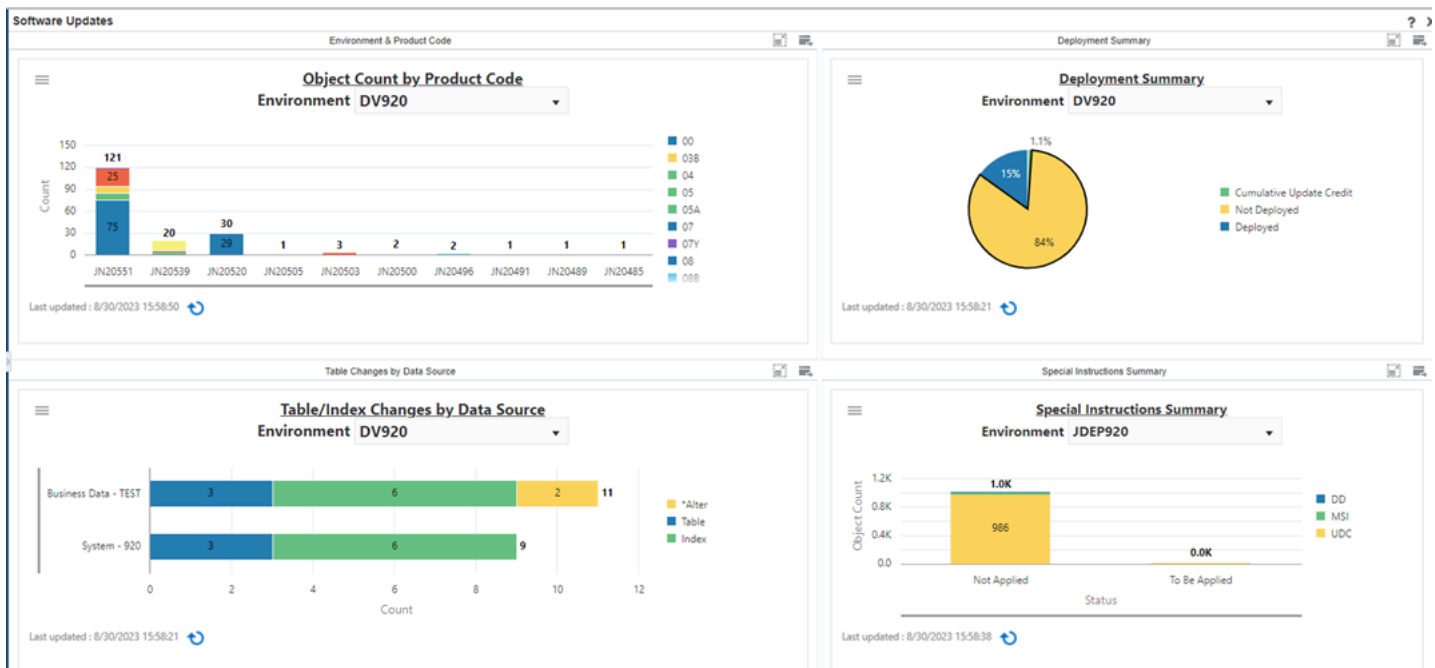 Software Updates
? X
Environment & Product Code
Object Count by Product Code
Environment DV920
150
120
90
60
30
0
Count
121
25
75
20
30
29
1
3
2
2
1
1
1
JN20551 JN20539 JN20520 JN20505 JN20503 JN20500 JN20496 JN20491 JN20489 JN20485
00
03B
04
05
05A
07
07Y
08
08B
Last updated : 8/30/2023 15:58:50
Deployment Summary
Deployment Summary
Environment DV920
1.1%
15%
84%
Cumulative Update Credit
Not Deployed
Deployed
Last updated : 8/30/2023 15:58:21
Table Changes by Data Source
Table/Index Changes by Data Source
Environment DV920
Business Data - TEST 3 6 2 11
System - 920 3 6 9
0 2 4 6 8 10 12
Count
*Alter
Table
Index
Last updated : 8/30/2023 15:58:21
Special Instructions Summary
Special Instructions Summary
Environment JDEP920
1.2K
0.8K
0.4K
0.0
Object Count
1.0K
986
0.0K
Not Applied To Be Applied
Status
DD
MSI
UDC
Last updated : 8/30/2023 15:58:38